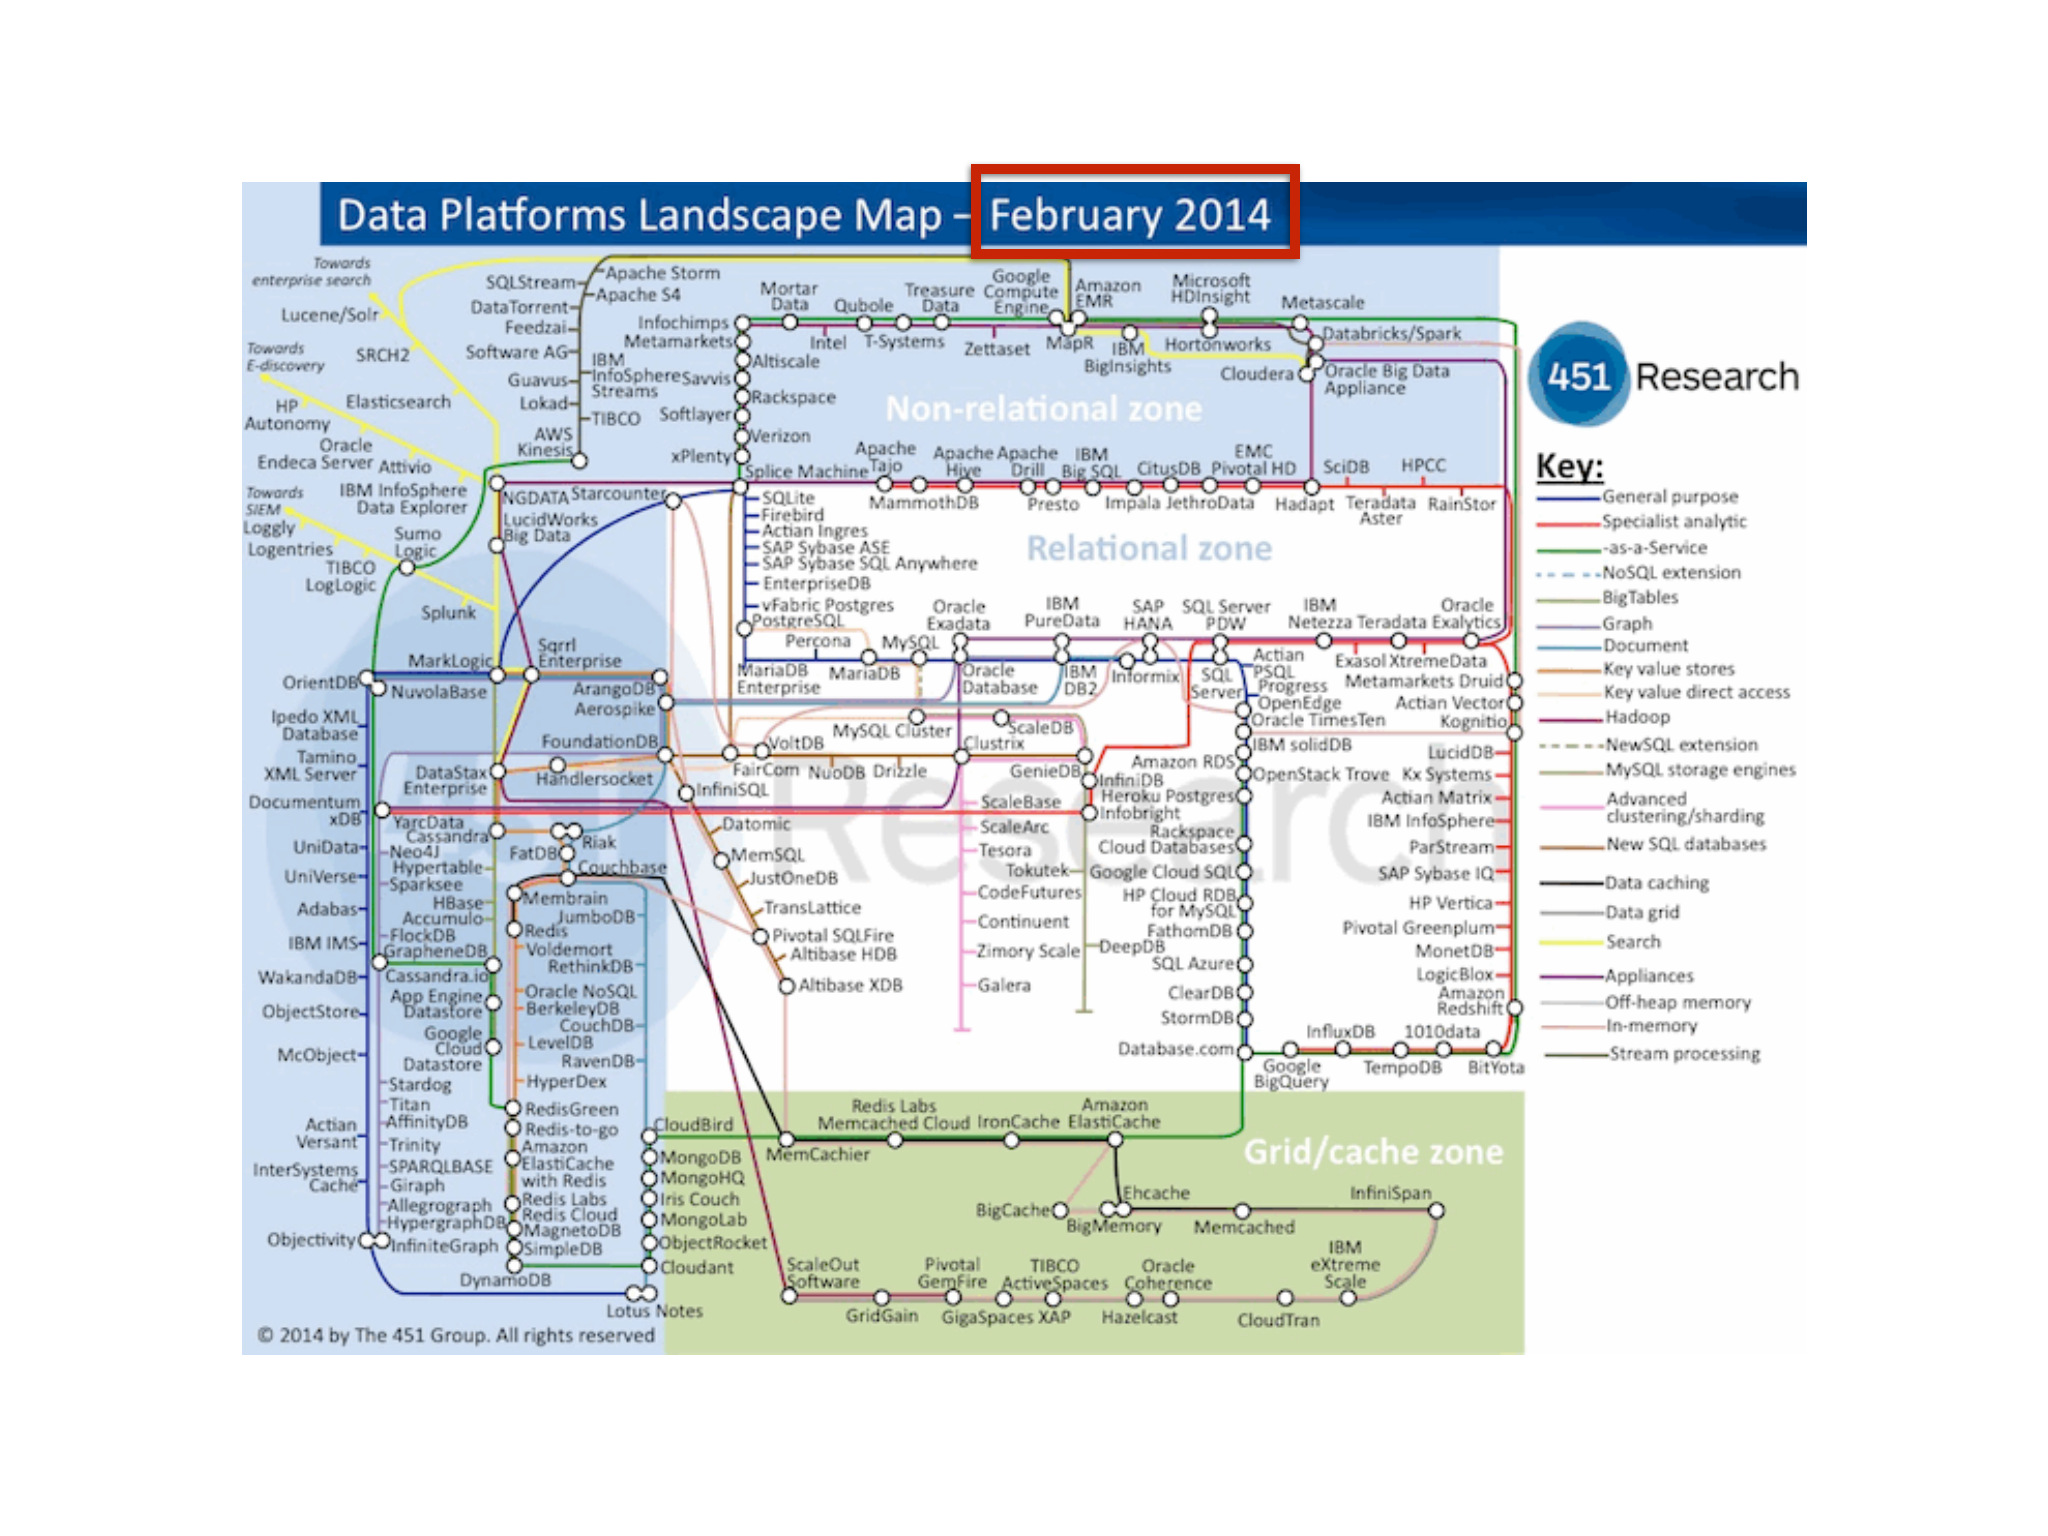 Data Platforms Landscape Map – February 2014
Towards
enterprise search
Lucene/Solr
SRCH2
Towards
E-discovery
HP
Autonomy
Elasticsearch
Oracle
Endeca Server
Attivio
IBM InfoSphere
Data Explorer
Towards
SIEM
Loggly
Logentries
Sumo
Logic
TIBCO
LogLogic
Splunk
SQLStream
DataTorrent
Feedzai
Software AG
Guavus
Lokad
AWS
Kinesis
Apache Storm
Apache S4
IBM
InfoSphere
Streams
TIBCO
Infochimps
Metamarkets
Altiscale
Savvis
Rackspace
Softlayer
Verizon
xPlenty
Mortar
Data
Qubole
Treasure
Data
Google
Compute
Engine
Amazon
EMR
Microsoft
HDInsight
Metascale
Intel
T-Systems
Zettaset
MapR
IBM
BigInsights
Hortonworks
Databricks/Spark
Cloudera
Oracle Big Data
Appliance
Non-relational zone
451 Research
NGDATA
Starcounter
LucidWorks
Big Data
Splice Machine
Apache
Tajo
Apache
Hive
Apache
Drill
IBM
Big SQL
CitusDB
EMC
Pivotal HD
SciDB
HPCC
MammothDB
Presto
Impala
JethroData
Hadapt
Teradata
Aster
RainStor
Relational zone
SQLite
Firebird
Actian Ingres
SAP Sybase ASE
SAP Sybase SQL Anywhere
EnterpriseDB
vFabric Postgres
PostgreSQL
Percona
MySQL
MariaDB
Enterprise
MariaDB
Oracle
Exadata
IBM
PureData
SAP
HANA
SQL Server
PDW
IBM
Netezza
Teradata
Oracle
Exalytics
Oracle
Database
IBM
DB2
Informix
SQL
Server
Actian
PSQL
Progress
OpenEdge
Oracle TimesTen
IBM solidDB
Exasol
XtremeData
Metamarkets Druid
Actian Vector
Kognitio
LucidDB
Kx Systems
Actian Matrix
IBM InfoSphere
ParStream
SAP Sybase IQ
HP Vertica
Pivotal Greenplum
MonetDB
LogicBlox
Amazon
Redshift
InfluxDB
1010data
Google
BigQuery
TempoDB
BitYota
MarkLogic
Sqrrl
Enterprise
OrientDB
NuvolaBase
ArangoDB
Aerospike
Ipedo XML
Database
Tamino
XML Server
Documentum
xDB
UniData
UniVerse
Adabas
IBM IMS
WakandaDB
ObjectStore
McObject
Actian
Versant
InterSystems
Caché
Objectivity
FoundationDB
DataStax
Enterprise
Handlersocket
YarcData
Cassandra
Neo4J
Hypertable
Sparksee
HBase
Accumulo
FlockDB
GrapheneDB
Cassandra.io
App Engine
Datastore
Google
Cloud
Datastore
Stardog
Titan
AffinityDB
Trinity
SPARQLBASE
Giraph
Allegrograph
HypergraphDB
InfiniteGraph
Riak
FatDB
Couchbase
Membrain
JumboDB
Redis
Voldemort
RethinkDB
Oracle NoSQL
BerkeleyDB
CouchDB
LevelDB
RavenDB
HyperDex
RedisGreen
Redis-to-go
Amazon
ElastiCache
with Redis
Redis Labs
Redis Cloud
MagnetoDB
SimpleDB
DynamoDB
CloudBird
MongoDB
MongoHQ
Iris Couch
MongoLab
ObjectRocket
Cloudant
Lotus Notes
MySQL Cluster
ScaleDB
VoltDB
FairCom
NuoDB
Drizzle
Clustrix
GenieDB
InfiniSQL
Datomic
MemSQL
JustOneDB
TransLattice
Pivotal SQLFire
Altibase HDB
Altibase XDB
ScaleBase
ScaleArc
Tesora
CodeFutures
Continuent
Zimory Scale
Galera
InfiniDB
Infobright
Tokutek
DeepDB
Amazon RDS
OpenStack Trove
Heroku Postgres
Rackspace
Cloud Databases
Google Cloud SQL
HP Cloud RDB
for MySQL
FathomDB
SQL Azure
ClearDB
StormDB
Database.com
Research
Redis Labs
Memcached Cloud
IronCache
Amazon
ElastiCache
MemCachier
Grid/cache zone
BigCache
BigMemory
Ehcache
Memcached
InfiniSpan
ScaleOut
Software
Pivotal
GemFire
TIBCO
ActiveSpaces
Oracle
Coherence
IBM
eXtreme
Scale
GridGain
GigaSpaces XAP
Hazelcast
CloudTran
© 2014 by The 451 Group. All rights reserved
Key:
General purpose
Specialist analytic
-as-a-Service
NoSQL extension
BigTables
Graph
Document
Key value stores
Key value direct access
Hadoop
NewSQL extension
MySQL storage engines
Advanced
clustering/sharding
New SQL databases
Data caching
Data grid
Search
Appliances
Off-heap memory
In-memory
Stream processing